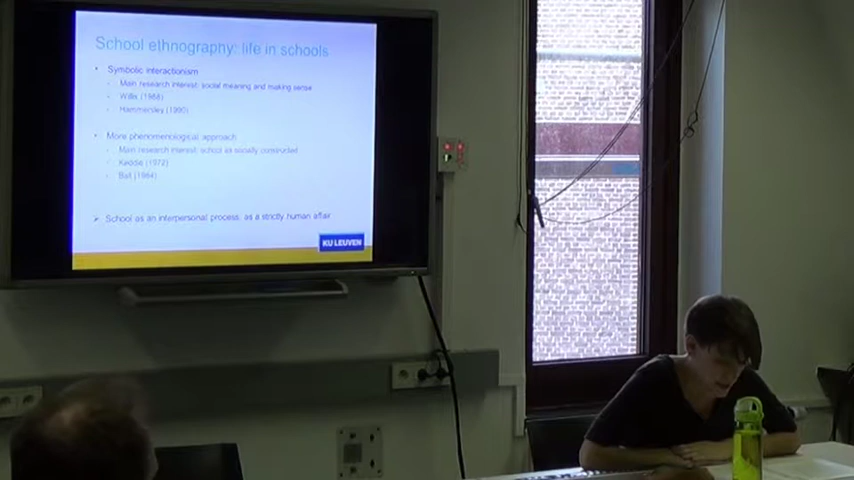 School ethnography: life in schools
• Symbolic interactionism
- Main research interest: social meaning and making sense
- Willis (1968)
- Hammersley (1990)
• More phenomenological approach
- Main research interest: school as socially constructed
- Keddie (1972)
- Ball (1984)
➢ School as an interpersonal process, as a strictly human affair
KU LEUVEN